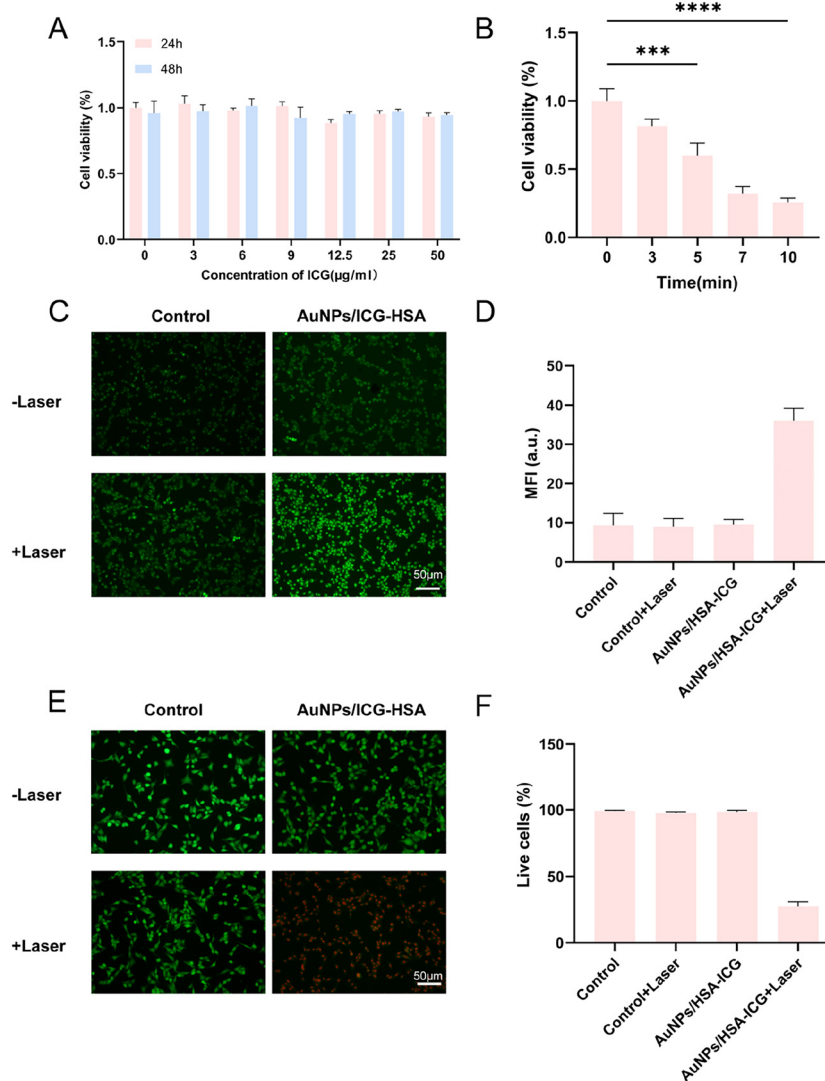 A
24h
48h
Cell viability (%)
1.5
1.0
0.5
0.0
0 3 6 9 12.5 25 50
Concentration of ICG(μg/ml)
B
****
***
Cell viability (%)
1.5
1.0
0.5
0.0
0 3 5 7 10
Time(min)
C
Control AuNPs/ICG-HSA
-Laser
+Laser
50μm
D
MFI (a.u.)
50
40
30
20
10
0
Control
Control+Laser
AuNPs/HSA-ICG
AuNPs/HSA-ICG+Laser
E
Control AuNPs/ICG-HSA
-Laser
+Laser
50μm
F
Live cells (%)
150
100
50
0
Control
Control+Laser
AuNPs/HSA-ICG
AuNPs/HSA-ICG+Laser